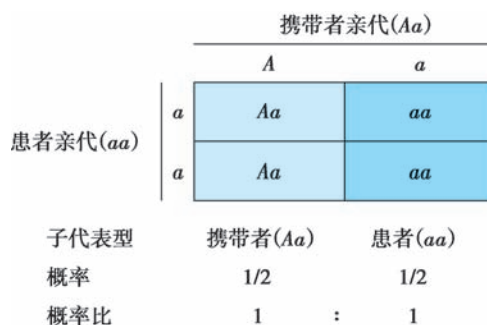 携带者亲代(Aa)
A a
a Aa aa
患者亲代(aa)
a Aa aa
子代表型 携带者(Aa) 患者(aa)
概率 1/2 1/2
概率比 1 : 1